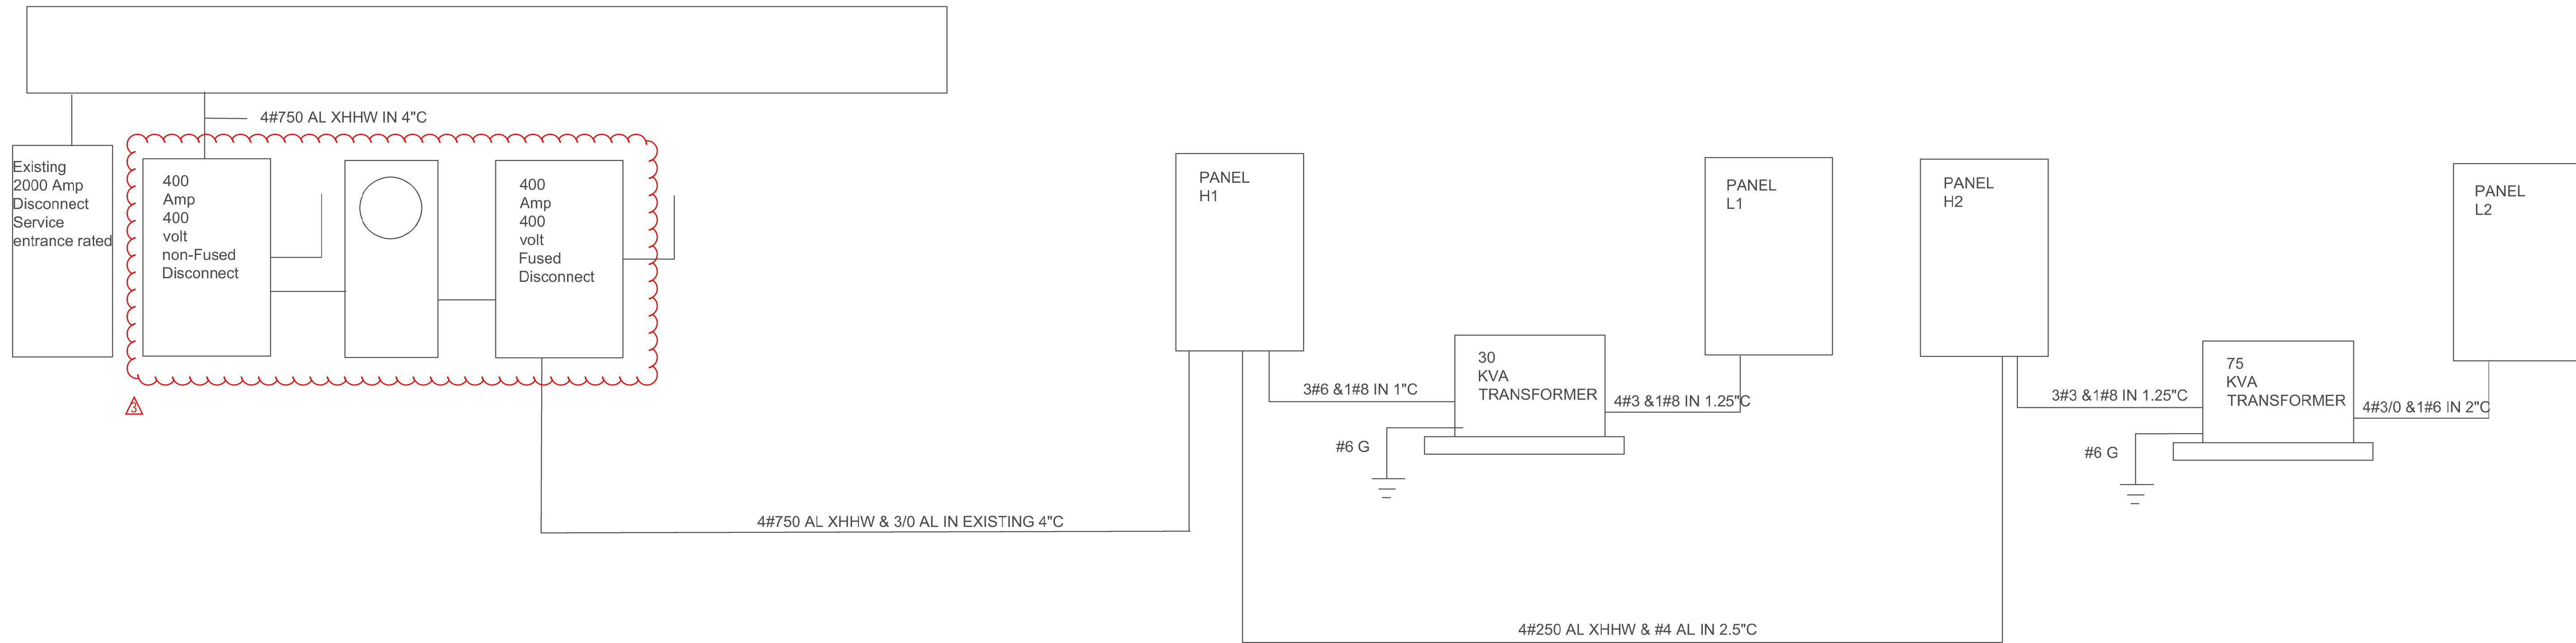 4#750 AL XHHW IN 4"C
Existing
2000 Amp
Disconnect
Service
entrance rated
400
Amp
400
volt
non-Fused
Disconnect
400
Amp
400
volt
Fused
Disconnect
3
4#750 AL XHHW & 3/0 AL IN EXISTING 4"C
PANEL
H1
3#6 &1#8 IN 1"C
30
KVA
TRANSFORMER
#6 G
4#3 &1#8 IN 1.25"C
PANEL
L1
4#250 AL XHHW & #4 AL IN 2.5"C
PANEL
H2
3#3 &1#8 IN 1.25"C
75
KVA
TRANSFORMER
#6 G
4#3/0 &1#6 IN 2"C
PANEL
L2